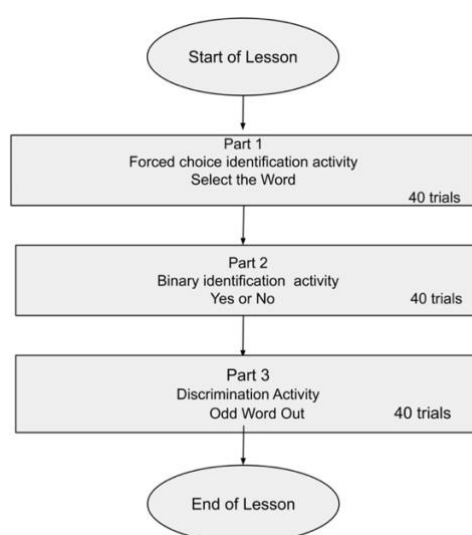 Start of Lesson
Part 1
Forced choice identification activity
Select the Word
40 trials
Part 2
Binary identification activity
Yes or No
40 trials
Part 3
Discrimination Activity
Odd Word Out
40 trials
End of Lesson